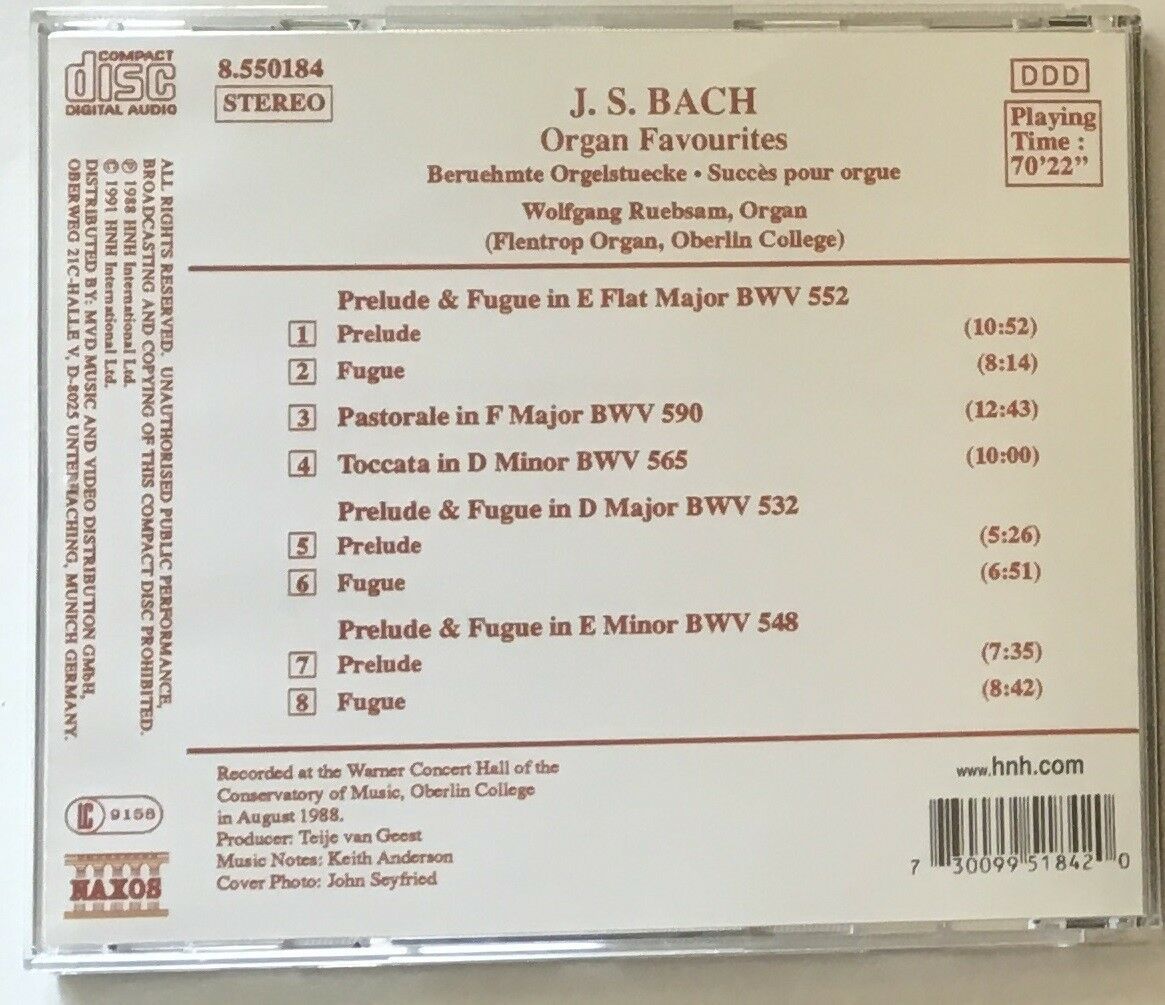 COMPACT
disc
DIGITAL AUDIO
8.550184
STEREO
J. S. BACH
Organ Favourites
Beruehmte Orgelstuecke • Succès pour orgue
Wolfgang Ruebsam, Organ
(Flentrop Organ, Oberlin College)
DDD
Playing
Time :
70’22”
Prelude & Fugue in E Flat Major BWV 552
1 Prelude (10:52)
2 Fugue (8:14)
3 Pastorale in F Major BWV 590 (12:43)
4 Toccata in D Minor BWV 565 (10:00)
Prelude & Fugue in D Major BWV 532
5 Prelude (5:26)
6 Fugue (6:51)
Prelude & Fugue in E Minor BWV 548
7 Prelude (7:35)
8 Fugue (8:42)
Recorded at the Warner Concert Hall of the
Conservatory of Music, Oberlin College
in August 1988.
Producer: Teije van Geest
Music Notes: Keith Anderson
Cover Photo: John Seyfried
www.hnh.com
7 30099 51842 0
ALL RIGHTS RESERVED. UNAUTHORISED PUBLIC PERFORMANCE,
BROADCASTING AND COPYING OF THIS COMPACT DISC PROHIBITED.
℗ 1988 HNH International Ltd.
© 1991 HNH International Ltd.
DISTRIBUTED BY: MVD MUSIC AND VIDEO DISTRIBUTION GMbH,
OBERWEG 21C-HALLE V, D-8025 UNTERHACHING, MUNICH GERMANY.
LC 9158
NAXOS